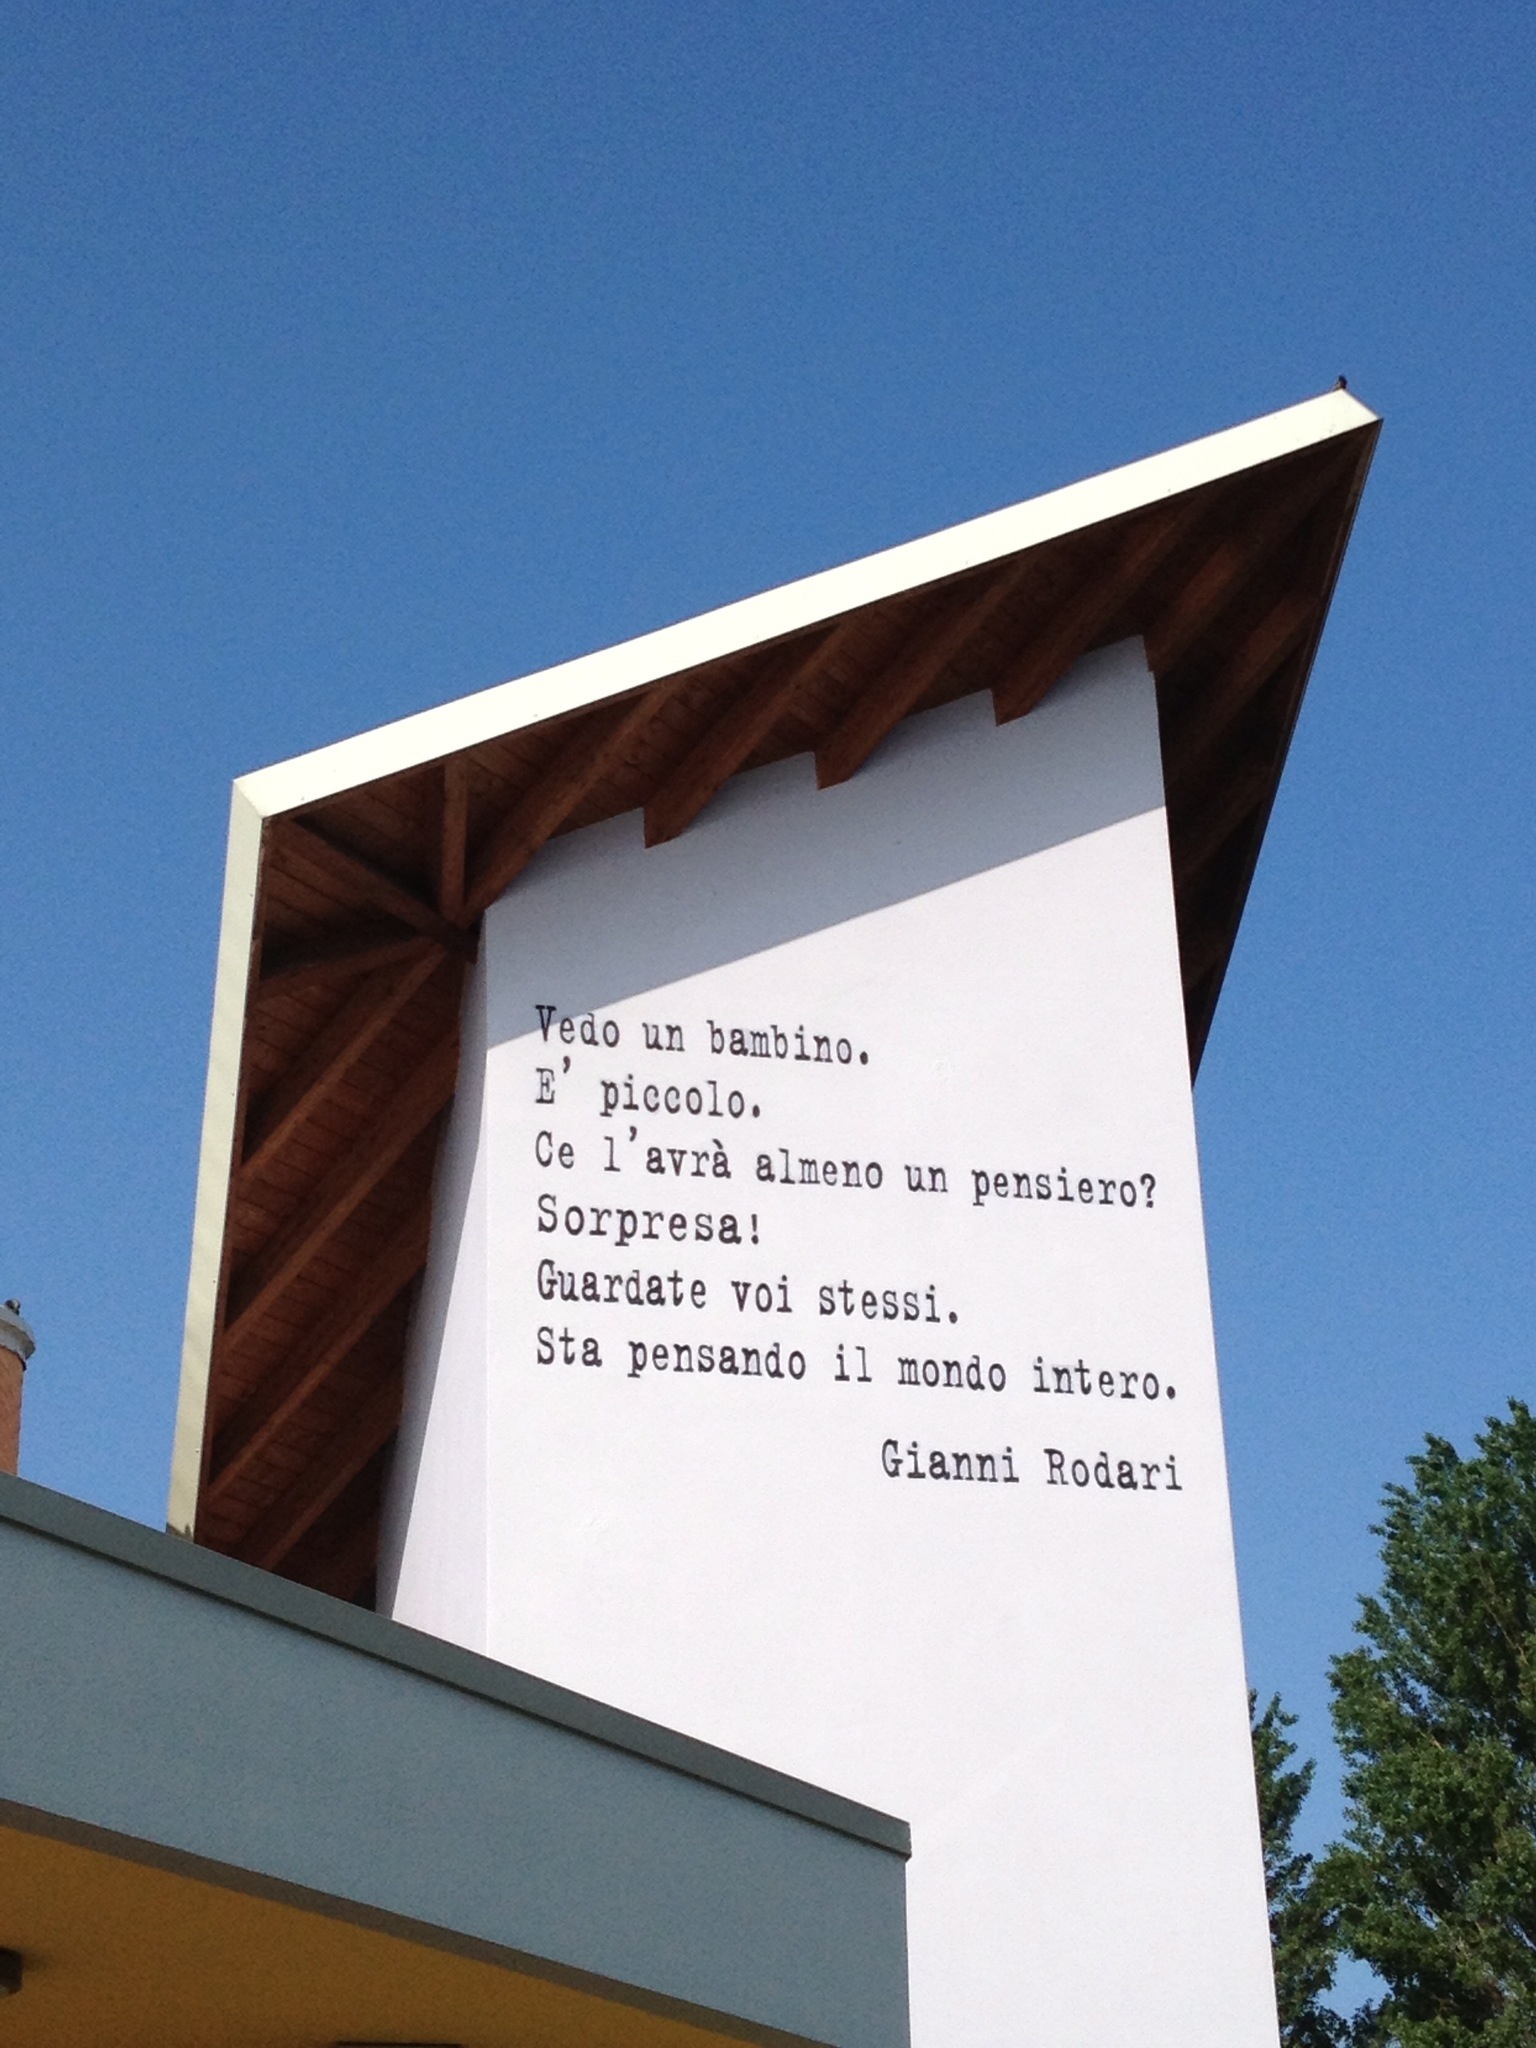 Vedo un bambino.
E' piccolo.
Ce l'avrà almeno un pensiero?
Sorpresa!
Guardate voi stessi.
Sta pensando il mondo intero.
Gianni Rodari